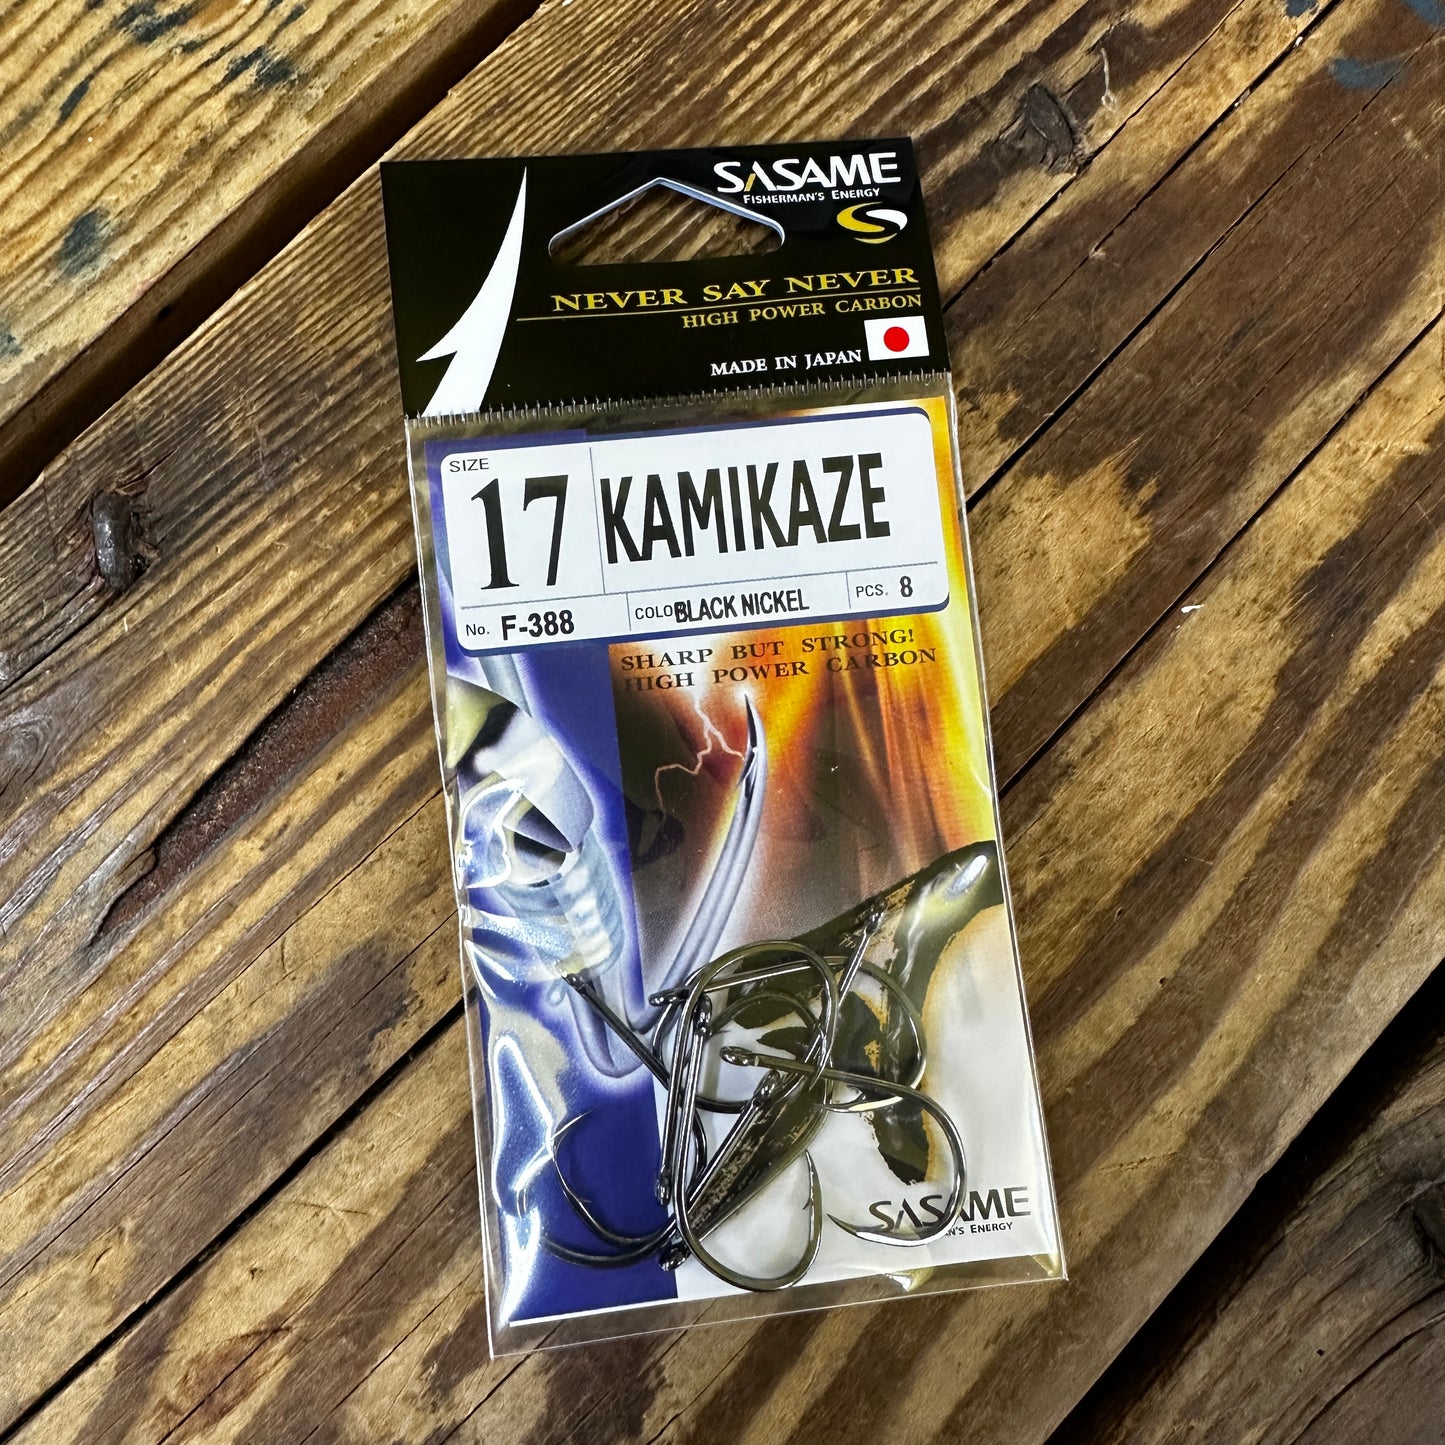 SASAME
FISHERMAN'S ENERGY
NEVER SAY NEVER
HIGH POWER CARBON
MADE IN JAPAN
SIZE
17 KAMIKAZE
No. F-388 COLOR BLACK NICKEL PCS. 8
SHARP BUT STRONG!
HIGH POWER CARBON
SASAME
ENERGY